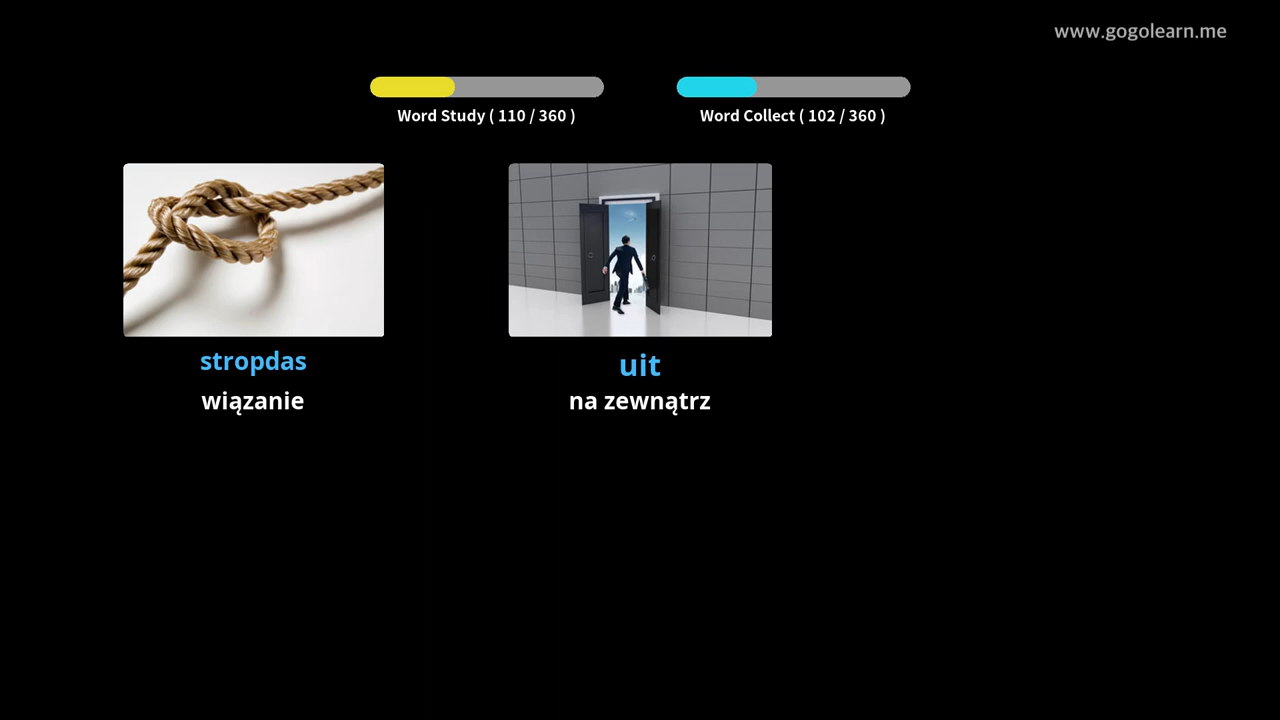 www.gogolearn.me
Word Study ( 110 / 360 )
Word Collect ( 102 / 360 )
stropdas
wiązanie
uit
na zewnątrz